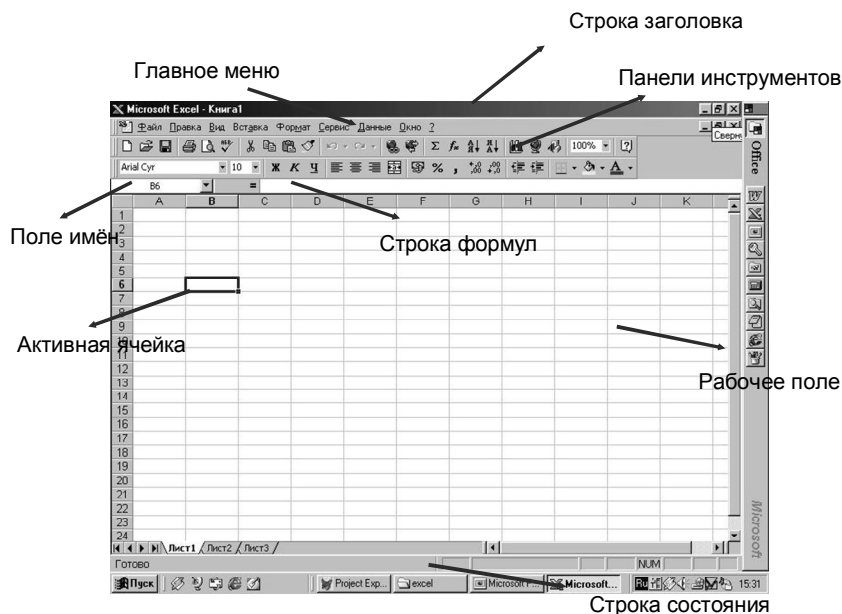 Строка заголовка
Главное меню
Панели инструментов
Microsoft Excel - Книга1
Файл Правка Вид Вставка Формат Сервис Данные Окно ?
100%
Office
Arial Cyr 10 Ж К Ч % ,
B6 =
A B C D E F G H I J K
1
2
Поле имён
3
Строка формул
4
5
6
7
8
9
Активная ячейка
10
11
12
Рабочее поле
13
14
15
16
17
18
19
20
21
22
23
24
Microsoft
Лист1 Лист2 Лист3
Готово NUM
Пуск Project Exp... excel Microsoft P... Microsoft... Ru 15:31
Строка состояния